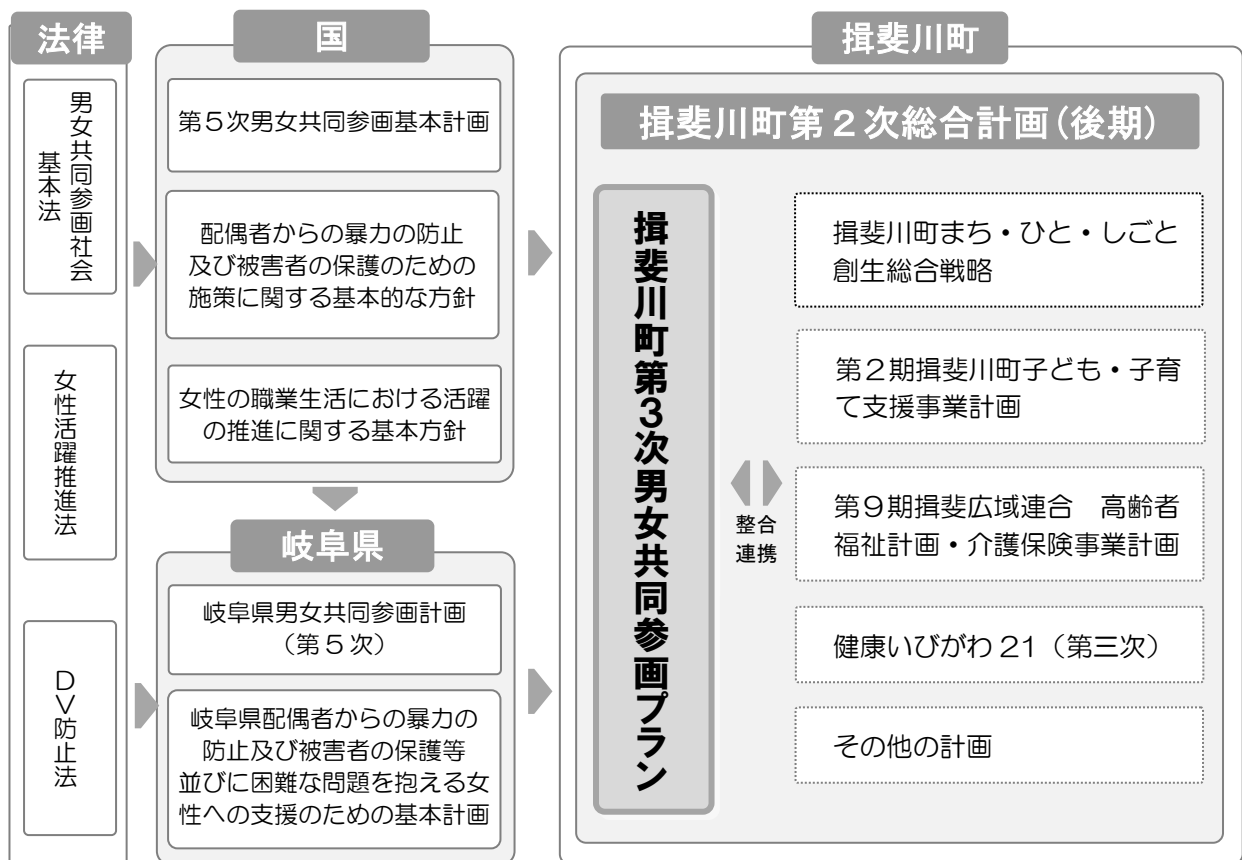 法律
男女共同参画社会
基本法
女性活躍推進法
DV防止法
国
第5次男女共同参画基本計画
配偶者からの暴力の防止
及び被害者の保護のための
施策に関する基本的な方針
女性の職業生活における活躍
の推進に関する基本方針
岐阜県
岐阜県男女共同参画計画
（第5次）
岐阜県配偶者からの暴力の
防止及び被害者の保護等
並びに困難な問題を抱える女
性への支援のための基本計画
揖斐川町
揖斐川町第2次総合計画（後期）
揖斐川町第3次男女共同参画プラン
整合
連携
揖斐川町まち・ひと・しごと
創生総合戦略
第2期揖斐川町子ども・子育
て支援事業計画
第9期揖斐広域連合　高齢者
福祉計画・介護保険事業計画
健康いびがわ21（第三次）
その他の計画